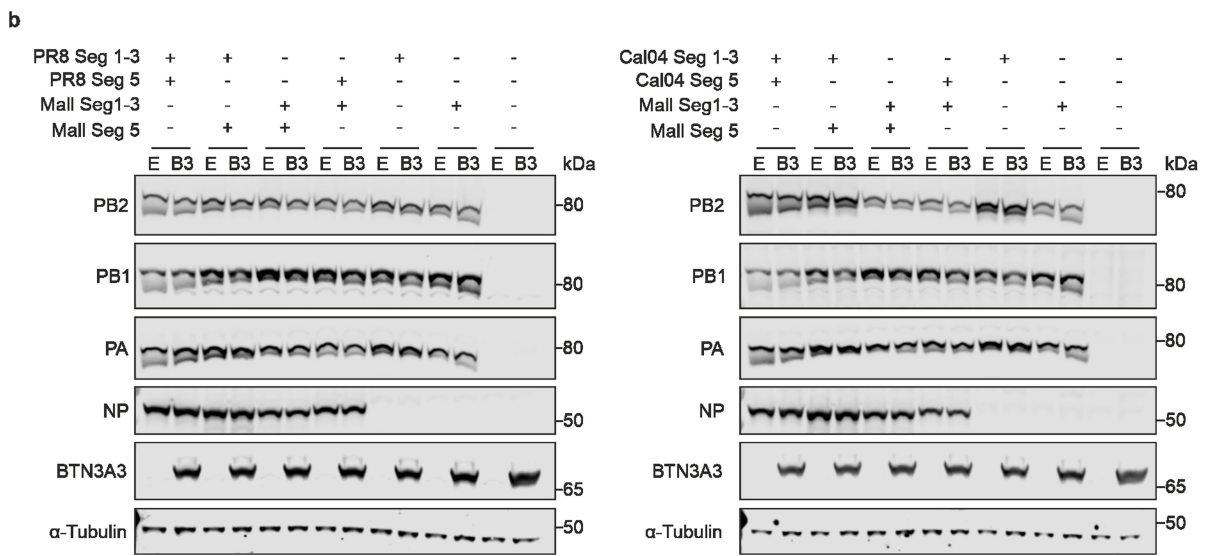 b
PR8 Seg 1-3 + + - - + - -
PR8 Seg 5 + - - + - - -
Mall Seg1-3 - - + + - + -
Mall Seg 5 - + + - - - -
E B3 E B3 E B3 E B3 E B3 E B3 E B3 kDa
PB2 -80
PB1 -80
PA -80
NP -50
BTN3A3 -65
α-Tubulin -50
Cal04 Seg 1-3 + + - - + - -
Cal04 Seg 5 + - - + - - -
Mall Seg1-3 - - + + - + -
Mall Seg 5 - + + - - - -
E B3 E B3 E B3 E B3 E B3 E B3 E B3 kDa
PB2 -80
PB1 -80
PA -80
NP -50
BTN3A3 -65
α-Tubulin -50